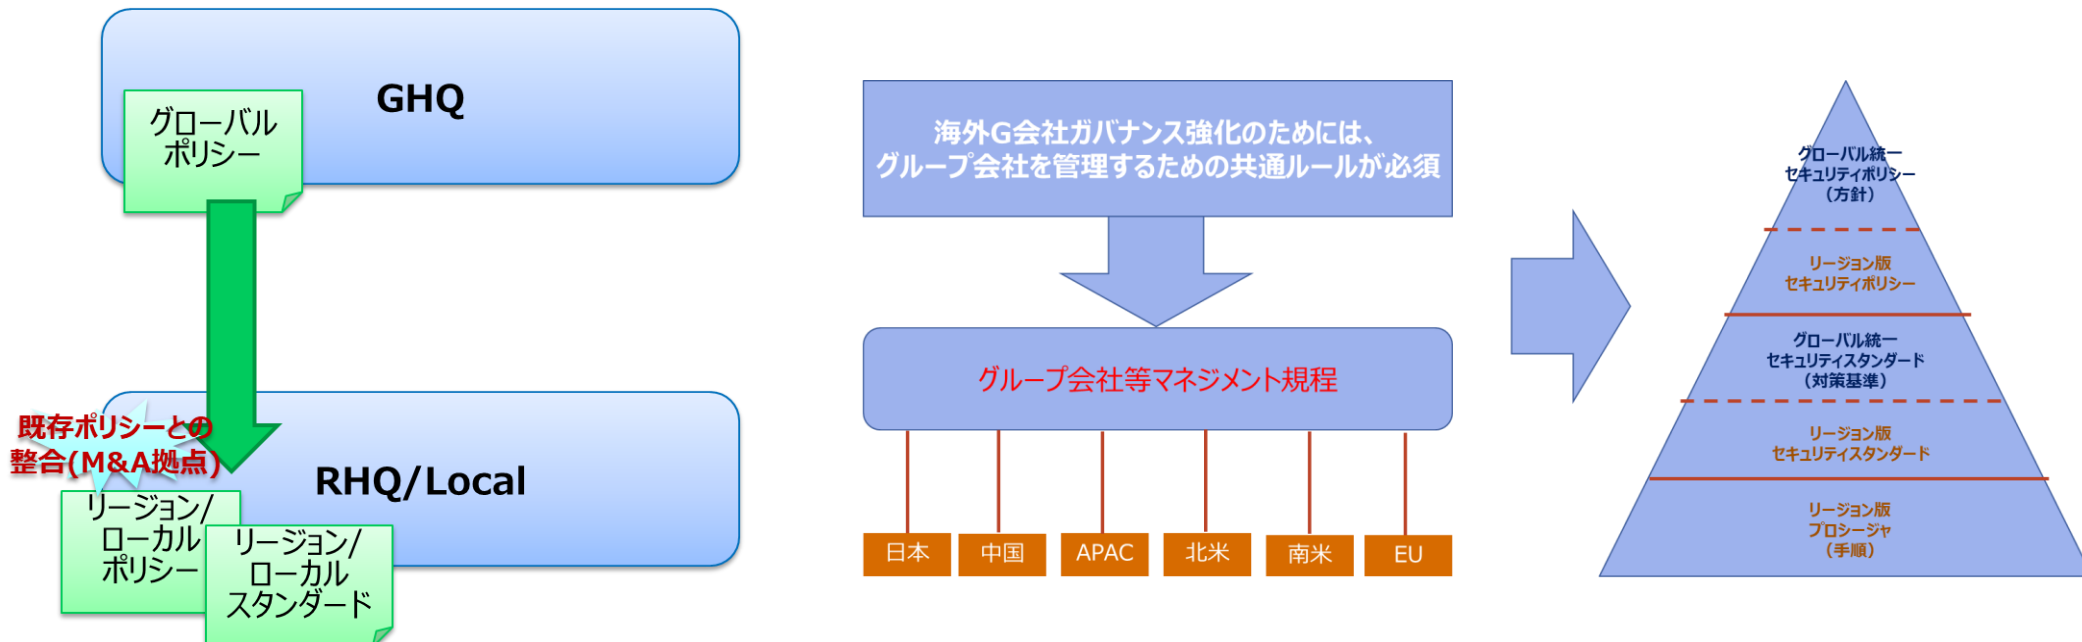 GHQ
グローバル
ポリシー
既存ポリシーとの
整合(M&A拠点)
RHQ/Local
リージョン/
ローカル
ポリシー
リージョン/
ローカル
スタンダード
海外G会社ガバナンス強化のためには、
グループ会社を管理するための共通ルールが必須
グループ会社等マネジメント規程
日本
中国
APAC
北米
南米
EU
グローバル統一
セキュリティポリシー
（方針）
リージョン版
セキュリティポリシー
グローバル統一
セキュリティスタンダード
（対策基準）
リージョン版
セキュリティスタンダード
リージョン版
プロシージャ
（手順）